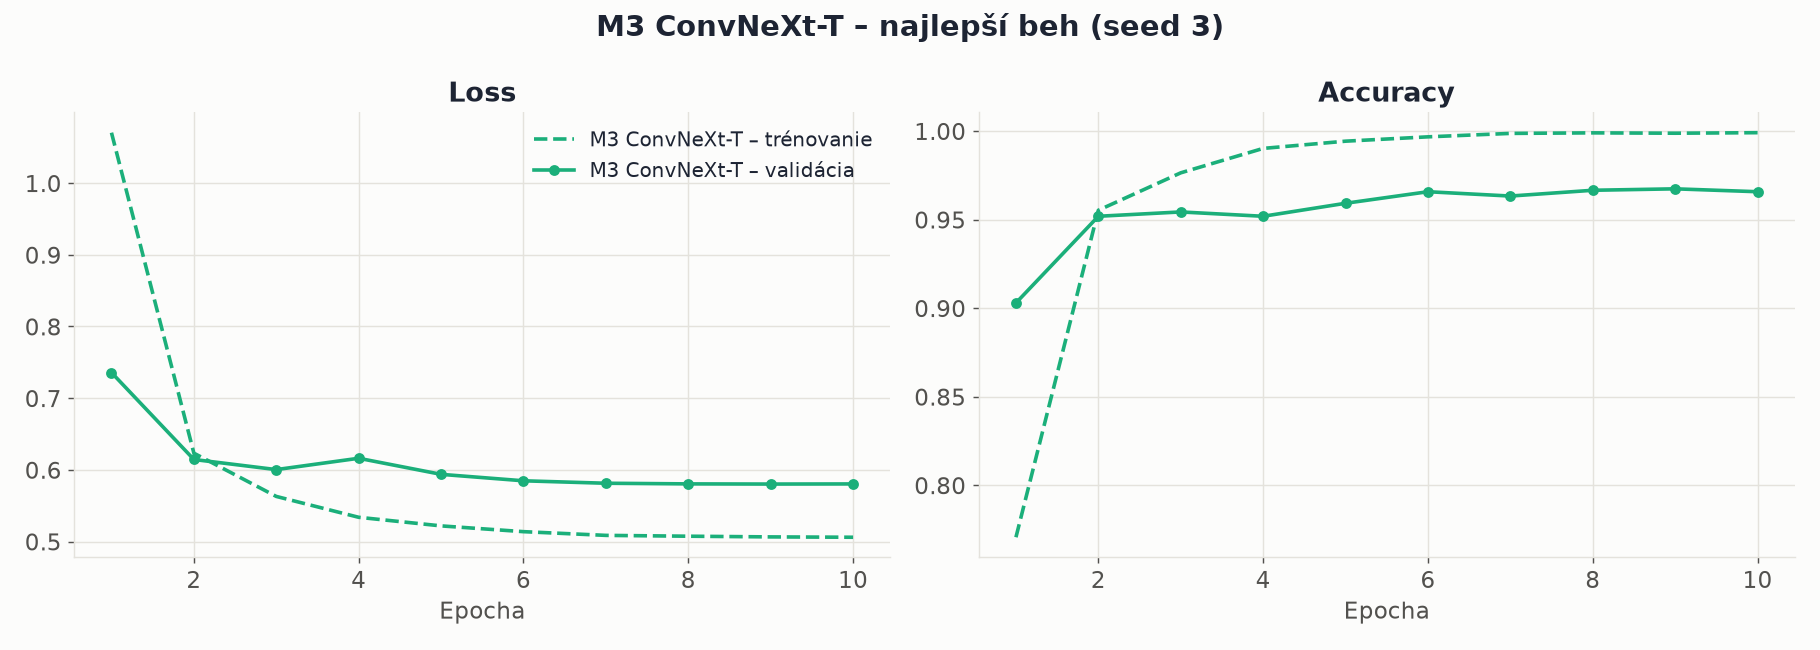 M3 ConvNeXt-T – najlepší beh (seed 3)
Loss
M3 ConvNeXt-T – trénovanie
M3 ConvNeXt-T – validácia
1.0
0.9
0.8
0.7
0.6
0.5
2 4 6 8 10
Epocha
Accuracy
1.00
0.95
0.90
0.85
0.80
2 4 6 8 10
Epocha